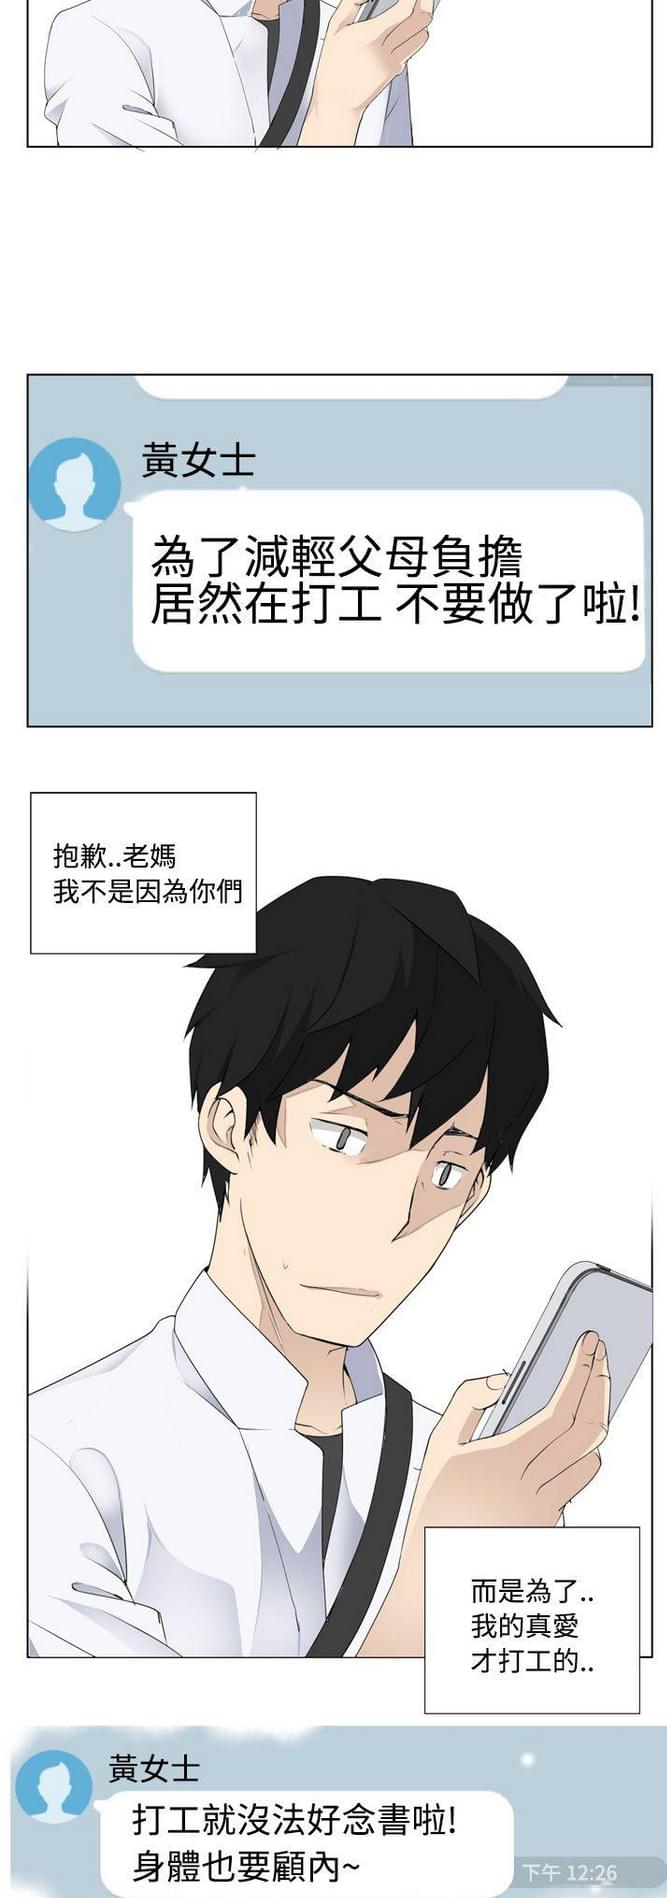 黃女士
為了減輕父母負擔
居然在打工 不要做了啦!
抱歉..老媽
我不是因為你們
而是為了..
我的真愛
才打工的..
黃女士
打工就沒法好念書啦!
身體也要顧內~
下午 12:26